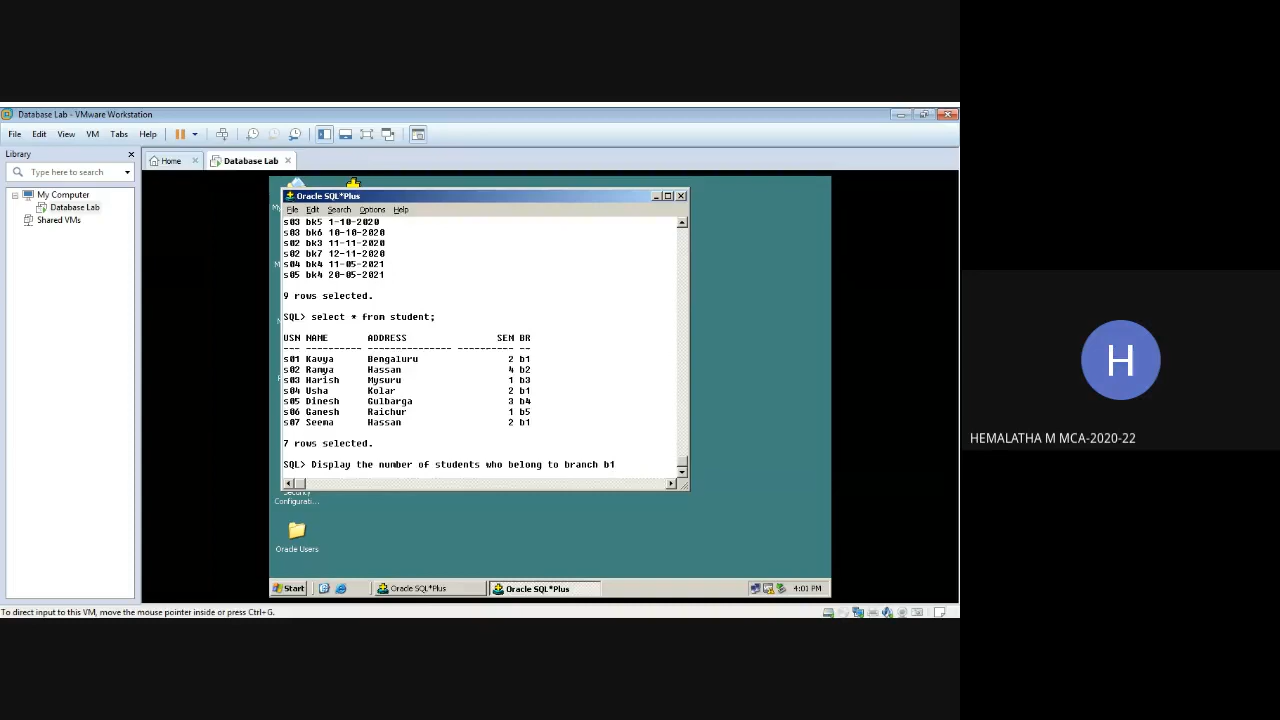 Database Lab - VMware Workstation
File Edit View VM Tabs Help
Library
Type here to search
My Computer
Database Lab
Shared VMs
Home
Database Lab
Oracle SQL*Plus
File Edit Search Options Help
s03 bk5 1-10-2020
s03 bk6 10-10-2020
s02 bk3 11-11-2020
s02 bk7 12-11-2020
s04 bk4 11-05-2021
s05 bk4 20-05-2021
9 rows selected.
SQL> select * from student;
USN NAME ADDRESS SEM BR
--- ---------- --------------- ---------- --
s01 Kavya Bengaluru 2 b1
s02 Ramya Hassan 4 b2
s03 Harish Mysuru 1 b3
s04 Usha Kolar 2 b1
s05 Dinesh Gulbarga 3 b4
s06 Ganesh Raichur 1 b5
s07 Seema Hassan 2 b1
7 rows selected.
SQL> Display the number of students who belong to branch b1
Security
Configurati...
Oracle Users
Start
Oracle SQL*Plus
Oracle SQL*Plus
4:01 PM
To direct input to this VM, move the mouse pointer inside or press Ctrl+G.
H
HEMALATHA M MCA-2020-22